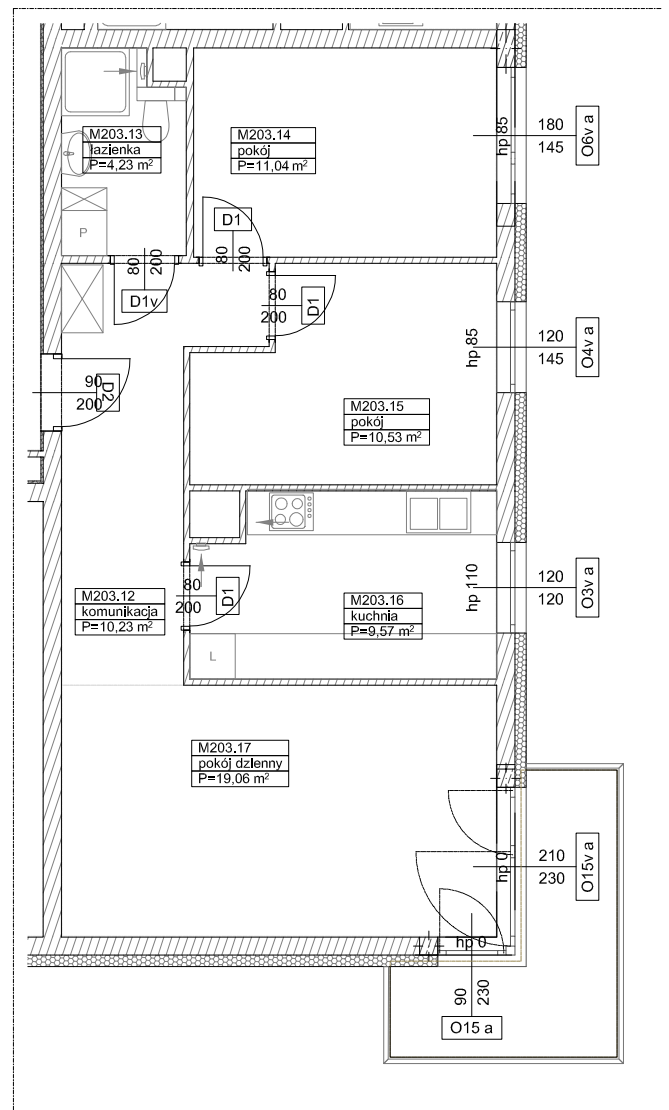 M203.13
łazienka
P=4,23 m²
M203.14
pokój
P=11,04 m²
hp 85
180
145
O6v a
P
D1
80
200
80
200
D1v
80
200
D1
hp 85
120
145
O4v a
90
200
D2
M203.15
pokój
P=10,53 m²
M203.12
komunikacja
P=10,23 m²
80
200
D1
M203.16
kuchnia
P=9,57 m²
hp 110
120
120
O3v a
L
M203.17
pokój dzienny
P=19,06 m²
hp 0
210
230
O15v a
hp 0
90
230
O15 a